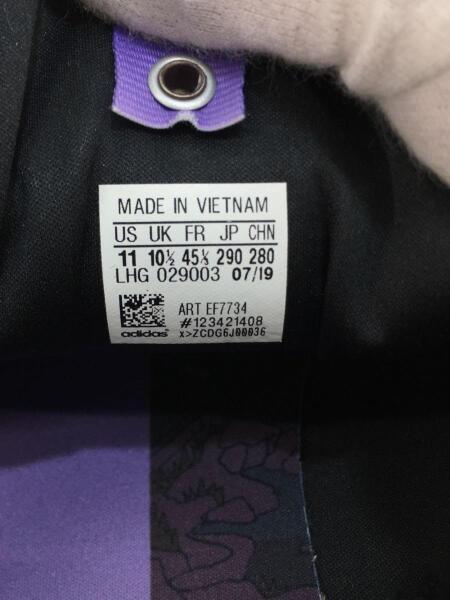 MADE IN VIETNAM
US UK FR JP CHN
11 10½ 45⅓ 290 280
LHG 029003 07/19
ART EF7734
#123421408
adidas x>ZCDG6J00036